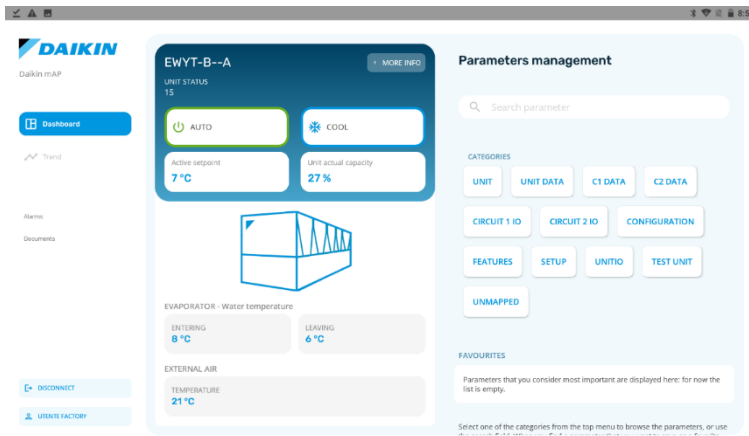 8:5
DAIKIN
Daikin mAP
Dashboard
Trend
Alarms
Documents
DISCONNECT
UTENTE FACTORY
EWYT-B--A
+ MORE INFO
UNIT STATUS
15
AUTO
COOL
Active setpoint
7 °C
Unit actual capacity
27 %
EVAPORATOR - Water temperature
ENTERING
8 °C
LEAVING
6 °C
EXTERNAL AIR
TEMPERATURE
21 °C
Parameters management
Search parameter
CATEGORIES
UNIT
UNIT DATA
C1 DATA
C2 DATA
CIRCUIT 1 IO
CIRCUIT 2 IO
CONFIGURATION
FEATURES
SETUP
UNITIO
TEST UNIT
UNMAPPED
FAVOURITES
Parameters that you consider most important are displayed here: for now the
list is empty.
Select one of the categories from the top menu to browse the parameters, or use